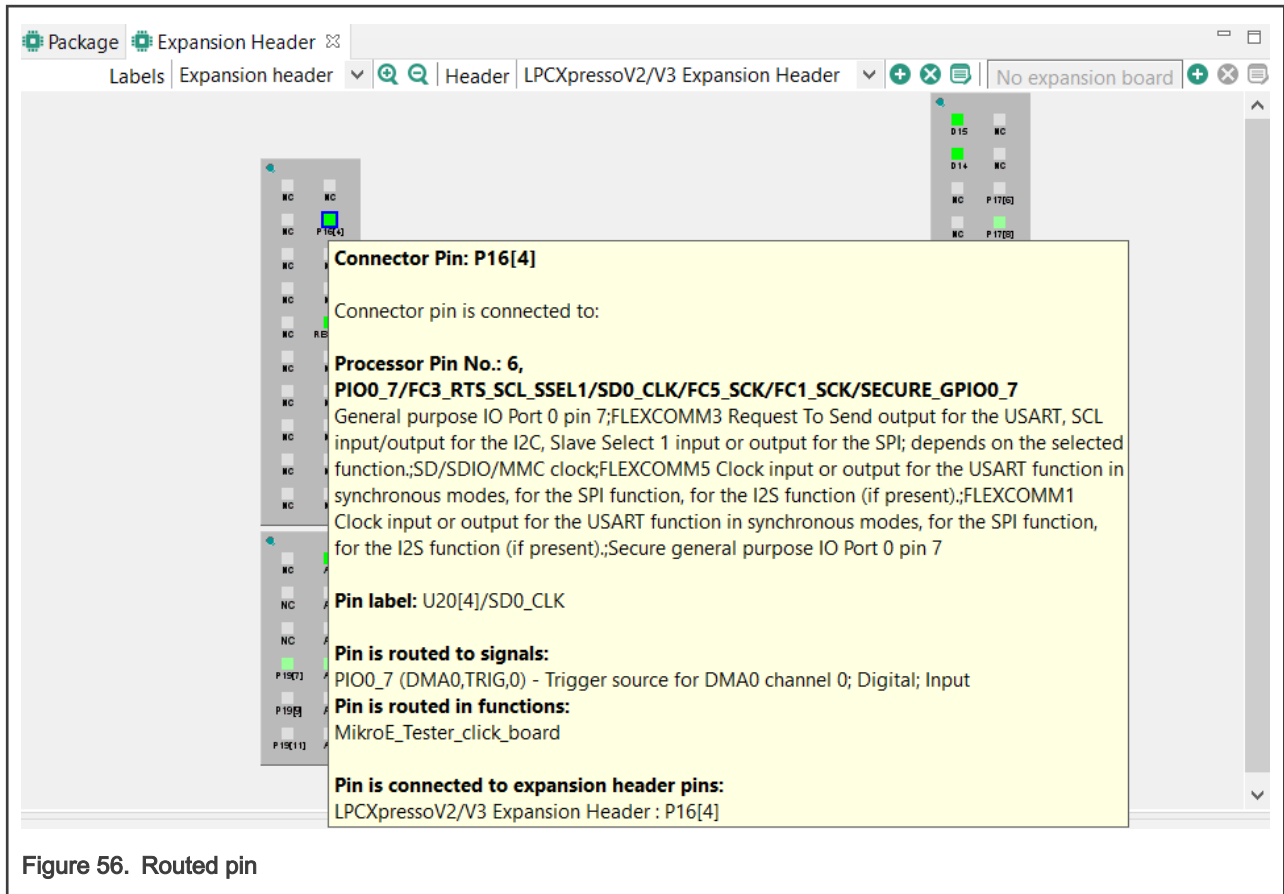 Package Expansion Header
Labels Expansion header Header LPCXpressoV2/V3 Expansion Header No expansion board
D15 NC
D14 NC
NC P17[6]
NC P17[8]
NC NC
NC P16[4]
NC
NC
NC RE
NC
NC
NC
NC
NC
NC A
NC A
NC A
P19[7] A
P19[9] A
P19[11] A
Connector Pin: P16[4]
Connector pin is connected to:
Processor Pin No.: 6,
PIO0_7/FC3_RTS_SCL_SSEL1/SD0_CLK/FC5_SCK/FC1_SCK/SECURE_GPIO0_7
General purpose IO Port 0 pin 7;FLEXCOMM3 Request To Send output for the USART, SCL
input/output for the I2C, Slave Select 1 input or output for the SPI; depends on the selected
function.;SD/SDIO/MMC clock;FLEXCOMM5 Clock input or output for the USART function in
synchronous modes, for the SPI function, for the I2S function (if present).;FLEXCOMM1
Clock input or output for the USART function in synchronous modes, for the SPI function,
for the I2S function (if present).;Secure general purpose IO Port 0 pin 7
Pin label: U20[4]/SD0_CLK
Pin is routed to signals:
PIO0_7 (DMA0,TRIG,0) - Trigger source for DMA0 channel 0; Digital; Input
Pin is routed in functions:
MikroE_Tester_click_board
Pin is connected to expansion header pins:
LPCXpressoV2/V3 Expansion Header : P16[4]
Figure 56. Routed pin